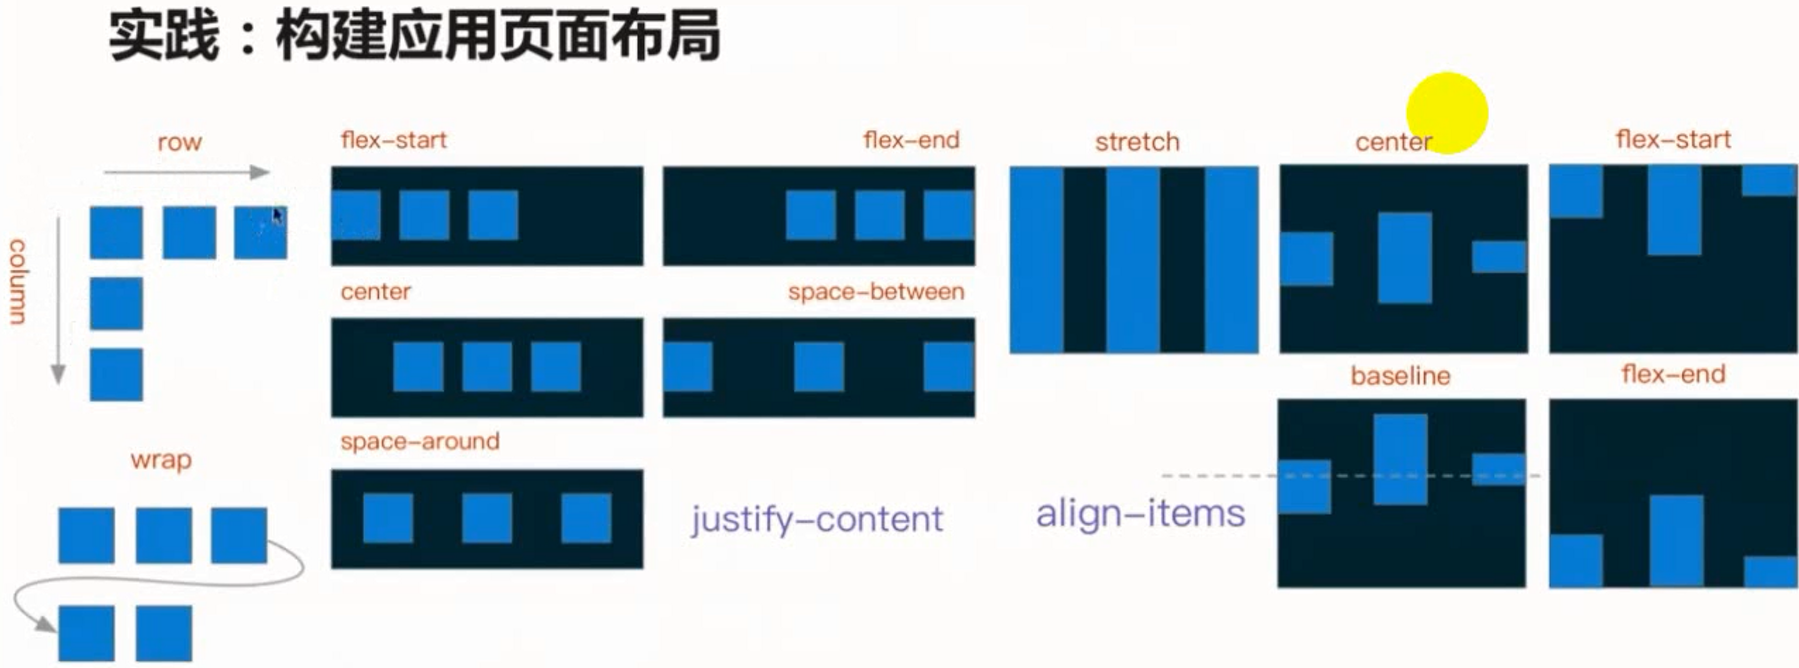 实践：构建应用页面布局
row
column
wrap
flex-start
flex-end
center
space-between
space-around
justify-content
stretch
center
flex-start
baseline
flex-end
align-items